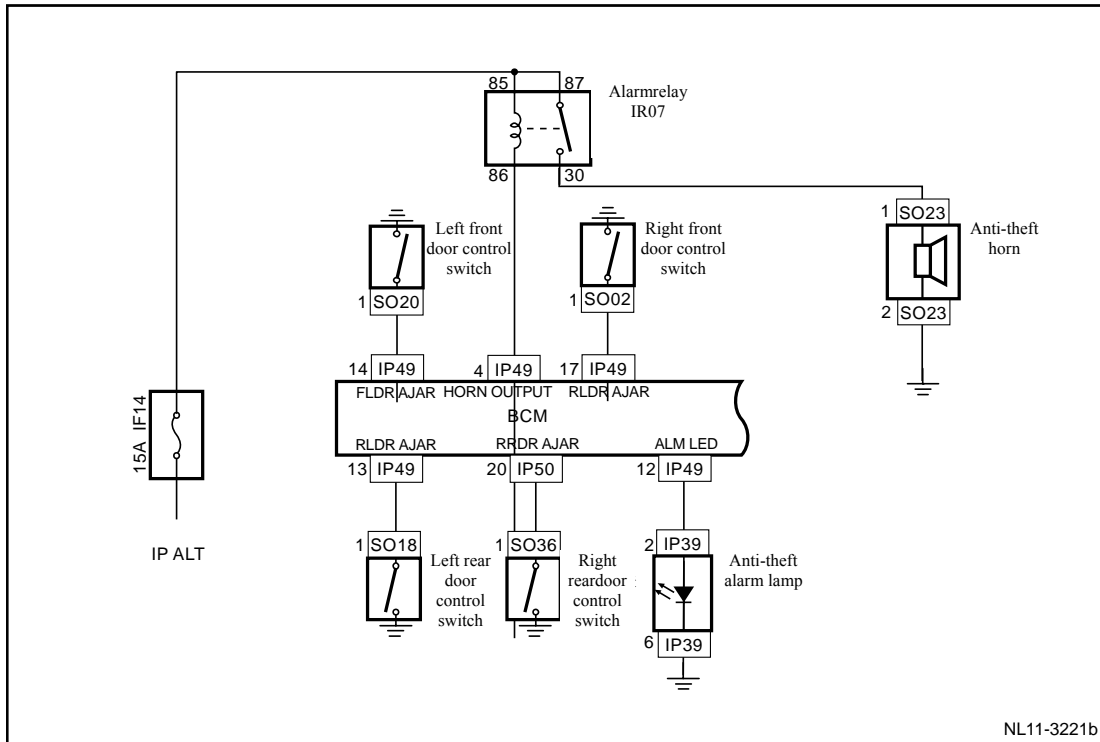 85 87
Alarmrelay
IR07
86 30
Left front
door control
switch
Right front
door control
switch
1 SO23
Anti-theft
horn
2 SO23
1 SO20
1 SO02
14 IP49
4 IP49
17 IP49
FLDR AJAR
HORN OUTPUT
RLDR AJAR
BCM
RLDR AJAR
RRDR AJAR
ALM LED
13 IP49
20 IP50
12 IP49
15A IF14
IP ALT
1 SO18
Left rear
door
control
switch
1 SO36
Right
reardoor
control
switch
2 IP39
Anti-theft
alarm lamp
6 IP39
NL11-3221b